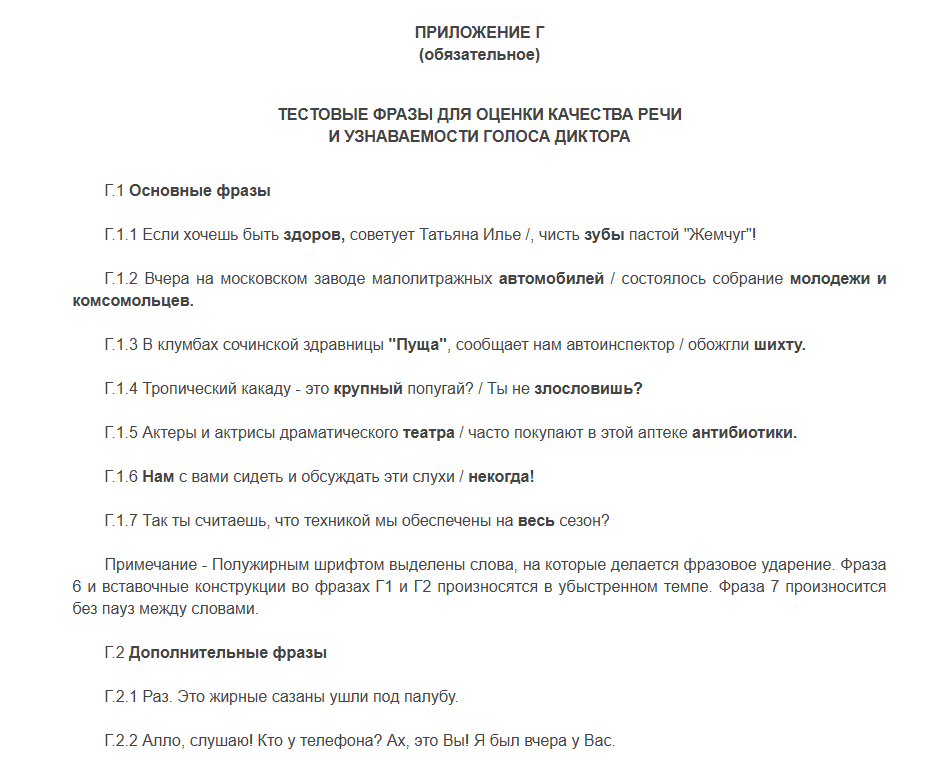 ПРИЛОЖЕНИЕ Г
(обязательное)
ТЕСТОВЫЕ ФРАЗЫ ДЛЯ ОЦЕНКИ КАЧЕСТВА РЕЧИ
И УЗНАВАЕМОСТИ ГОЛОСА ДИКТОРА
Г.1 Основные фразы
Г.1.1 Если хочешь быть здоров, советует Татьяна Илье /, чисть зубы пастой "Жемчуг"!
Г.1.2 Вчера на московском заводе малолитражных автомобилей / состоялось собрание молодежи и
комсомольцев.
Г.1.3 В клумбах сочинской здравницы "Пуща", сообщает нам автоинспектор / обожгли шихту.
Г.1.4 Тропический какаду - это крупный попугай? / Ты не злословишь?
Г.1.5 Актеры и актрисы драматического театра / часто покупают в этой аптеке антибиотики.
Г.1.6 Нам с вами сидеть и обсуждать эти слухи / некогда!
Г.1.7 Так ты считаешь, что техникой мы обеспечены на весь сезон?
Примечание - Полужирным шрифтом выделены слова, на которые делается фразовое ударение. Фраза
6 и вставочные конструкции во фразах Г1 и Г2 произносятся в убыстренном темпе. Фраза 7 произносится
без пауз между словами.
Г.2 Дополнительные фразы
Г.2.1 Раз. Это жирные сазаны ушли под палубу.
Г.2.2 Алло, слушаю! Кто у телефона? Ах, это Вы! Я был вчера у Вас.